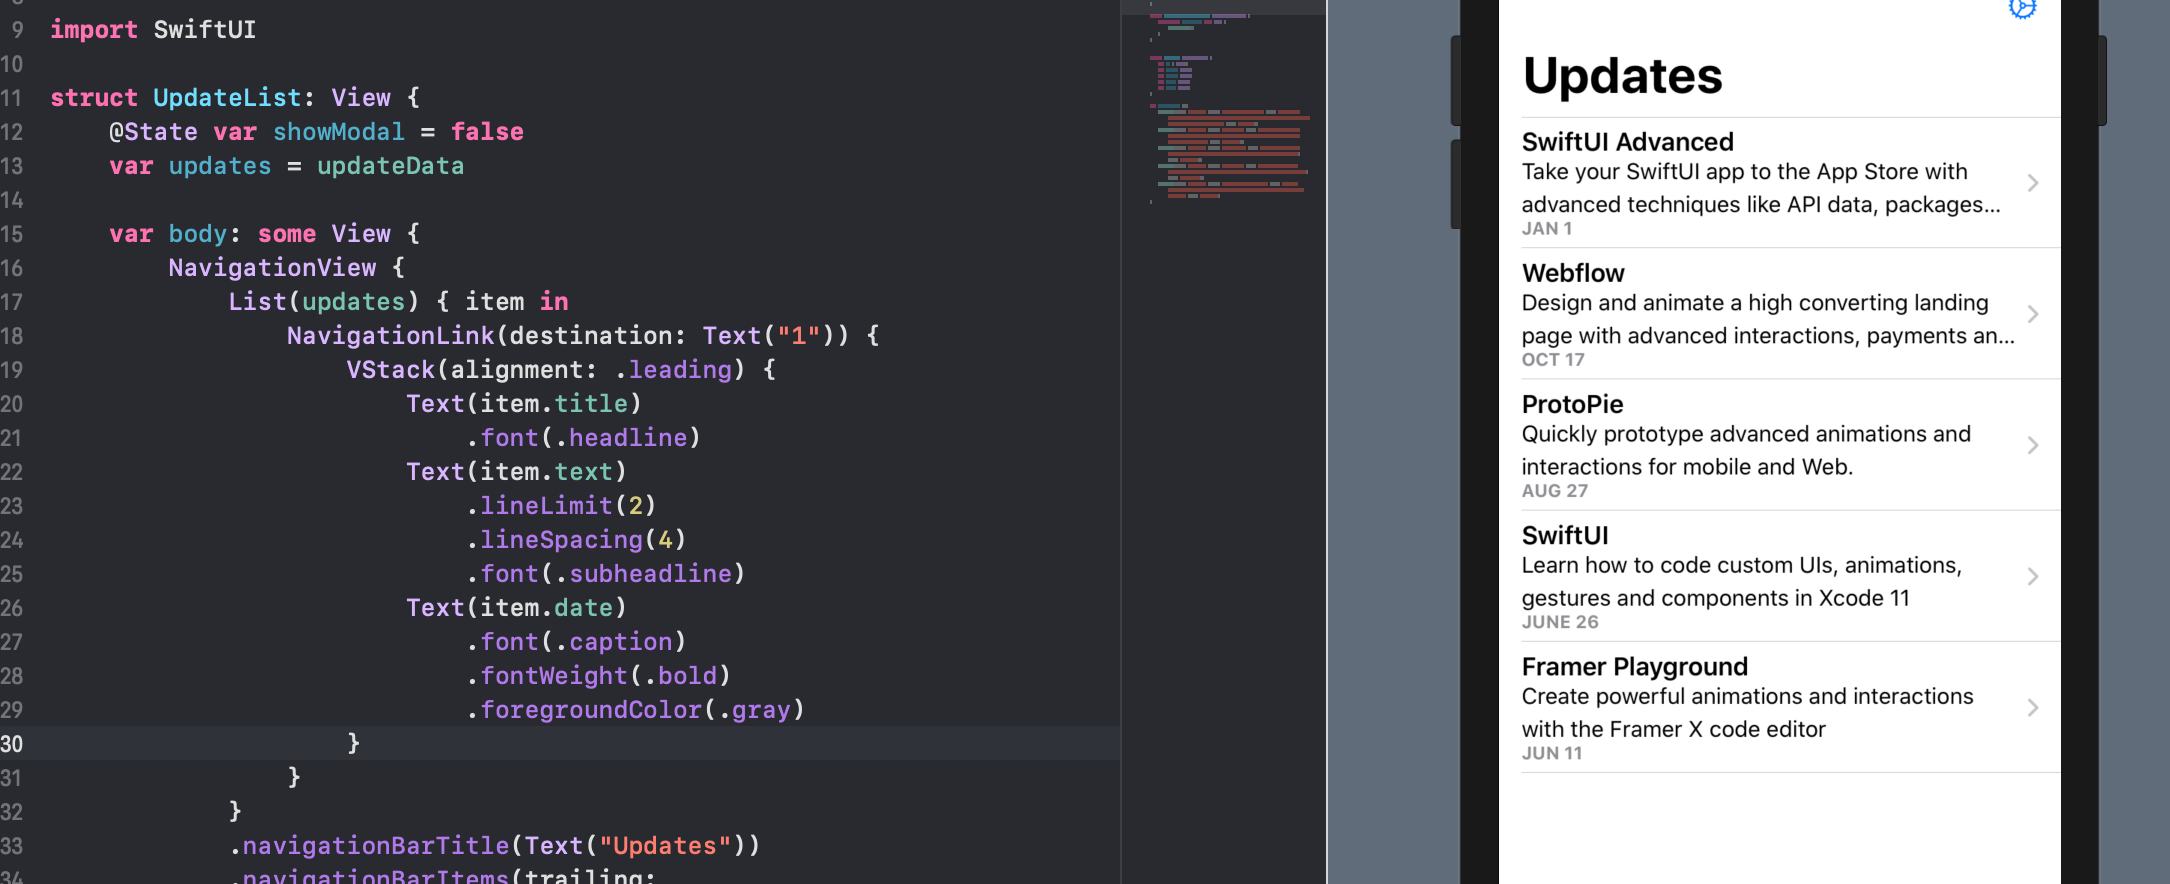 9 import SwiftUI
10
11 struct UpdateList: View {
12 @State var showModal = false
13 var updates = updateData
14
15 var body: some View {
16 NavigationView {
17 List(updates) { item in
18 NavigationLink(destination: Text("1")) {
19 VStack(alignment: .leading) {
20 Text(item.title)
21 .font(.headline)
22 Text(item.text)
23 .lineLimit(2)
24 .lineSpacing(4)
25 .font(.subheadline)
26 Text(item.date)
27 .font(.caption)
28 .fontWeight(.bold)
29 .foregroundColor(.gray)
30 }
31 }
32 }
33 .navigationBarTitle(Text("Updates"))
34 .navigationBarItems(trailing:
Updates
SwiftUI Advanced
Take your SwiftUI app to the App Store with
advanced techniques like API data, packages...
JAN 1
Webflow
Design and animate a high converting landing
page with advanced interactions, payments an...
OCT 17
ProtoPie
Quickly prototype advanced animations and
interactions for mobile and Web.
AUG 27
SwiftUI
Learn how to code custom UIs, animations,
gestures and components in Xcode 11
JUNE 26
Framer Playground
Create powerful animations and interactions
with the Framer X code editor
JUN 11